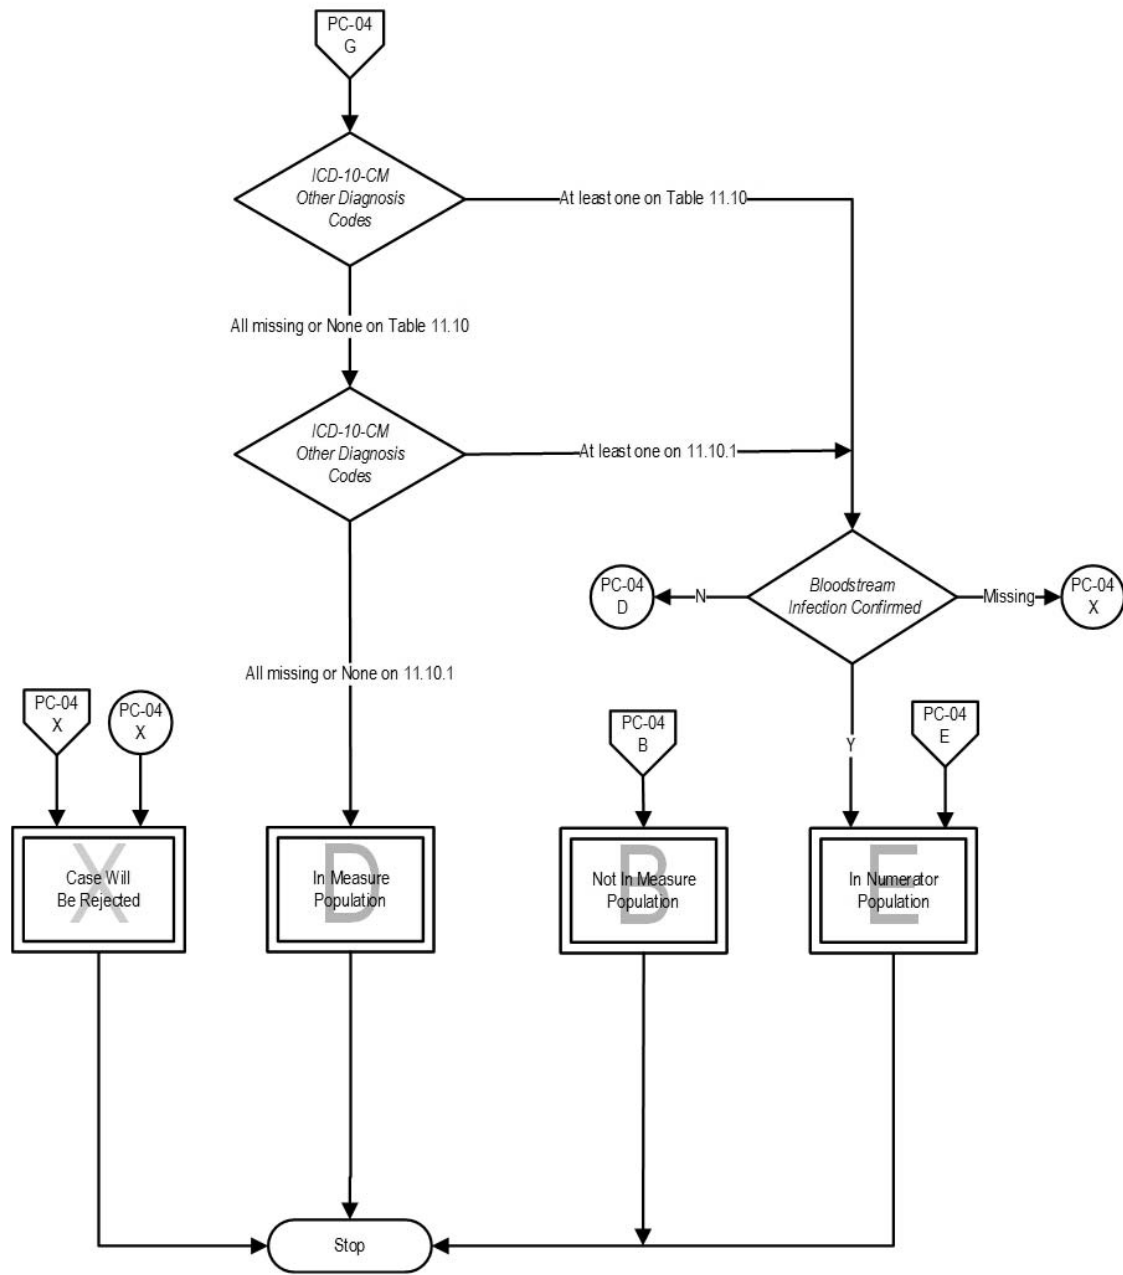 PC-04
G
ICD-10-CM
Other Diagnosis
Codes
At least one on Table 11.10
All missing or None on Table 11.10
ICD-10-CM
Other Diagnosis
Codes
At least one on 11.10.1
PC-04
D
N
Bloodstream
Infection Confirmed
Missing
PC-04
X
All missing or None on 11.10.1
PC-04
X
PC-04
X
PC-04
B
Y
PC-04
E
X
Case Will
Be Rejected
D
In Measure
Population
B
Not In Measure
Population
E
In Numerator
Population
Stop